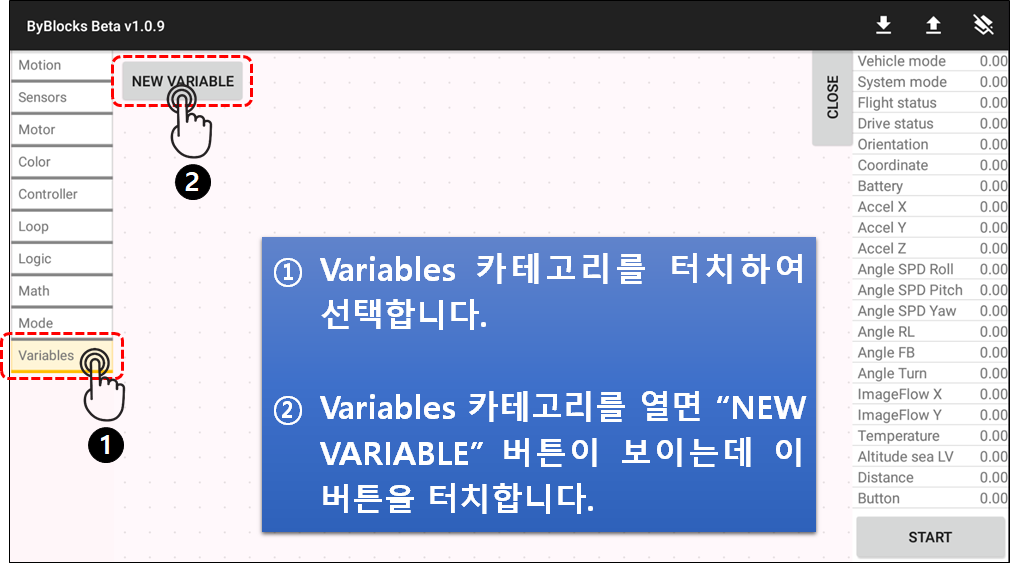 ByBlocks Beta v1.0.9
Motion
Sensors
Motor
Color
Controller
Loop
Logic
Math
Mode
Variables
1
NEW VARIABLE
2
① Variables 카테고리를 터치하여
선택합니다.
② Variables 카테고리를 열면 “NEW
VARIABLE” 버튼이 보이는데 이
버튼을 터치합니다.
CLOSE
Vehicle mode 0.00
System mode 0.00
Flight status 0.00
Drive status 0.00
Orientation 0.00
Coordinate 0.00
Battery 0.00
Accel X 0.00
Accel Y 0.00
Accel Z 0.00
Angle SPD Roll 0.00
Angle SPD Pitch 0.00
Angle SPD Yaw 0.00
Angle RL 0.00
Angle FB 0.00
Angle Turn 0.00
ImageFlow X 0.00
ImageFlow Y 0.00
Temperature 0.00
Altitude sea LV 0.00
Distance 0.00
Button 0.00
START